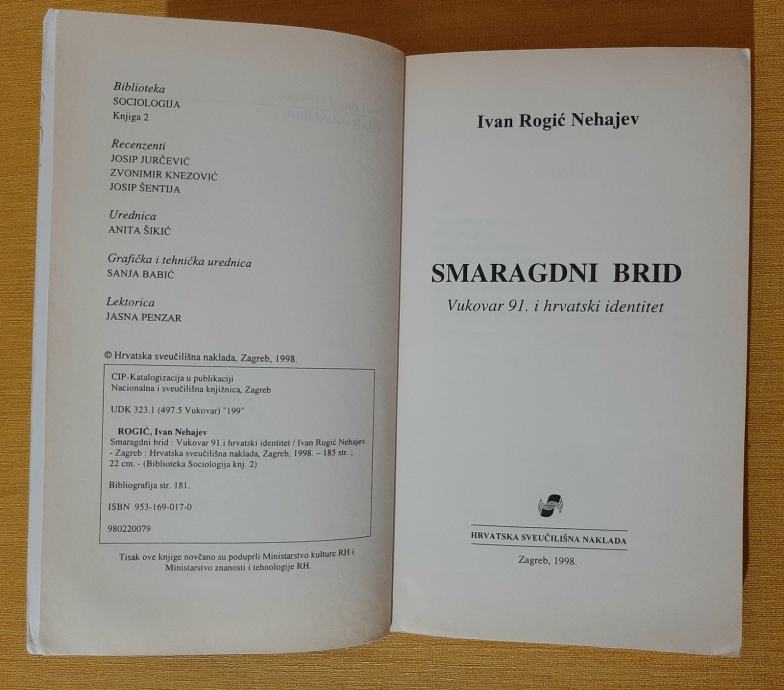 Biblioteka
SOCIOLOGIJA
Knjiga 2
Recenzenti
JOSIP JURČEVIĆ
ZVONIMIR KNEZOVIĆ
JOSIP ŠENTIJA
Urednica
ANITA ŠIKIĆ
Grafička i tehnička urednica
SANJA BABIĆ
Lektorica
JASNA PENZAR
© Hrvatska sveučilišna naklada, Zagreb, 1998.
CIP-Katalogizacija u publikaciji
Nacionalna i sveučilišna knjižnica, Zagreb
UDK 323.1 (497.5 Vukovar) "199"
ROGIĆ, Ivan Nehajev
Smaragdni brid : Vukovar 91.i hrvatski identitet / Ivan Rogić Nehajev.
- Zagreb : Hrvatska sveučilišna naklada, Zagreb, 1998. – 185 str. ;
22 cm. - (Biblioteka Sociologija knj. 2)
Bibliografija str. 181.
ISBN 953-169-017-0
980220079
Tisak ove knjige novčano su poduprli Ministarstvo kulture RH i
Ministarstvo znanosti i tehnologije RH.
Ivan Rogić Nehajev
SMARAGDNI BRID
Vukovar 91. i hrvatski identitet
HRVATSKA SVEUČILIŠNA NAKLADA
Zagreb, 1998.